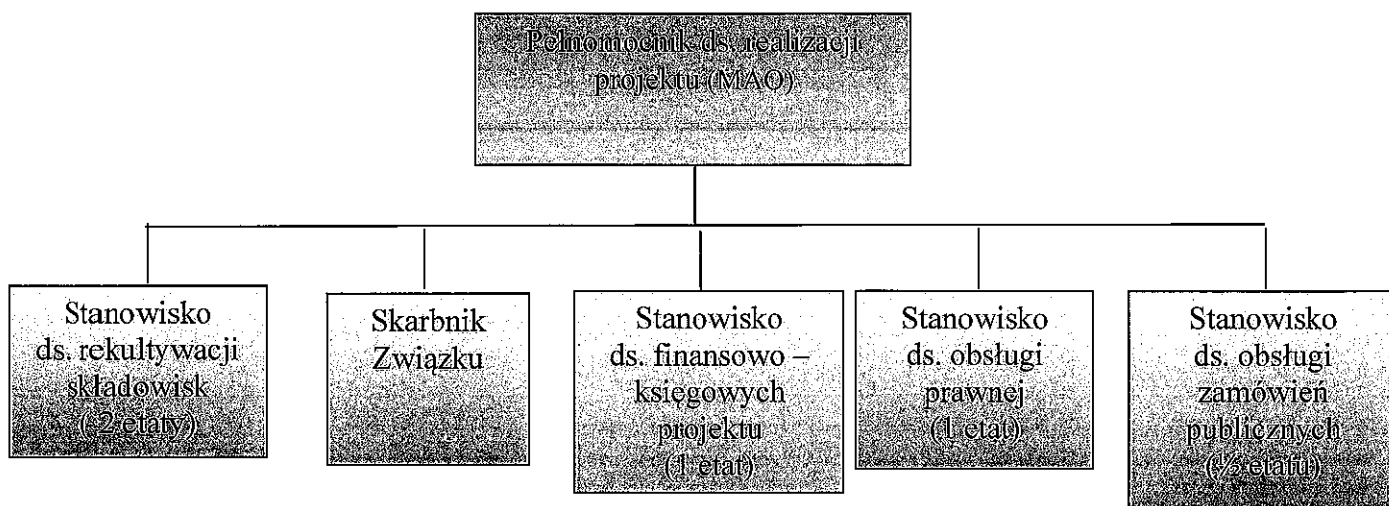 Pełnomocnik ds. realizacji
projektu (MAO)
Stanowisko
ds. rekultywacji
składowisk
( 2 etaty)
Skarbnik
Związku
Stanowisko
ds. finansowo –
księgowych
projektu
(1 etat)
Stanowisko
ds. obsługi
prawnej
(1 etat)
Stanowisko
ds. obsługi
zamówień
publicznych
(½ etatu)